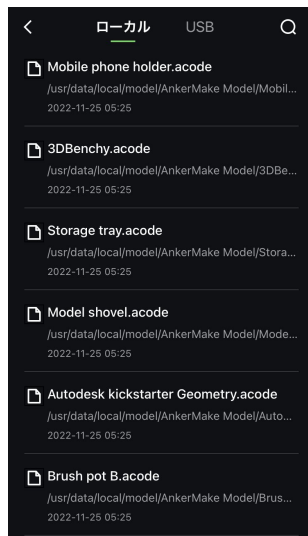 ローカル USB
Mobile phone holder.acode
/usr/data/local/model/AnkerMake Model/Mobil...
2022-11-25 05:25
3DBenchy.acode
/usr/data/local/model/AnkerMake Model/3DBe...
2022-11-25 05:25
Storage tray.acode
/usr/data/local/model/AnkerMake Model/Stora...
2022-11-25 05:25
Model shovel.acode
/usr/data/local/model/AnkerMake Model/Mode...
2022-11-25 05:25
Autodesk kickstarter Geometry.acode
/usr/data/local/model/AnkerMake Model/Auto...
2022-11-25 05:25
Brush pot B.acode
/usr/data/local/model/AnkerMake Model/Brus...
2022-11-25 05:25